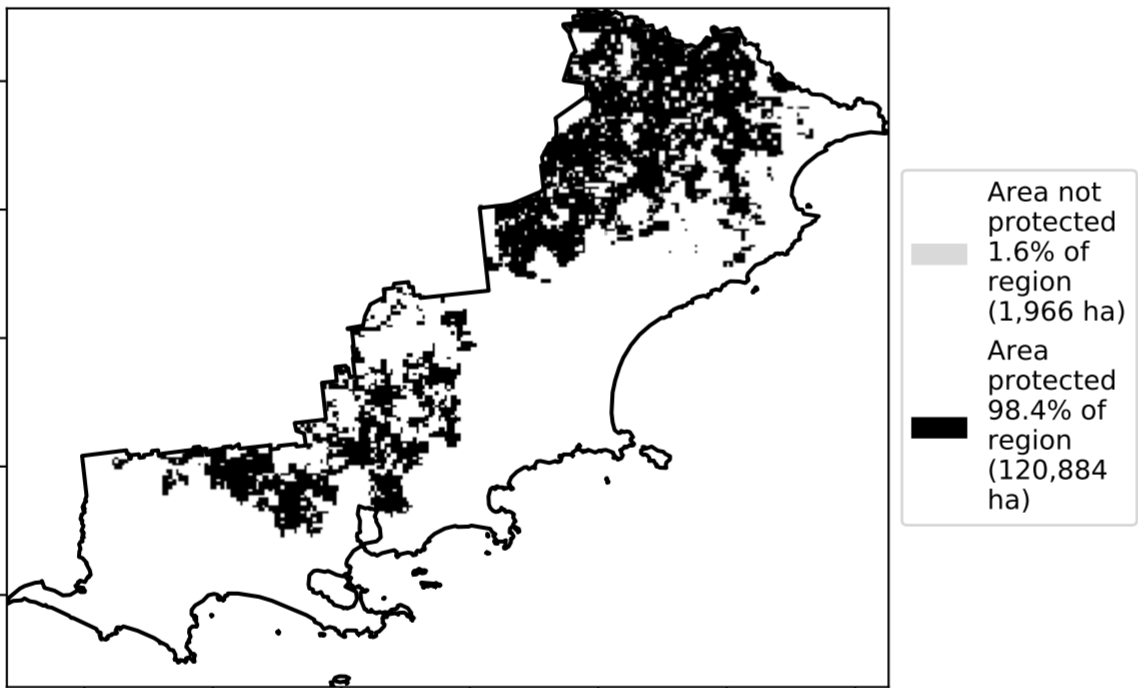 Area not
protected
1.6% of
region
(1,966 ha)
Area
protected
98.4% of
region
(120,884
ha)